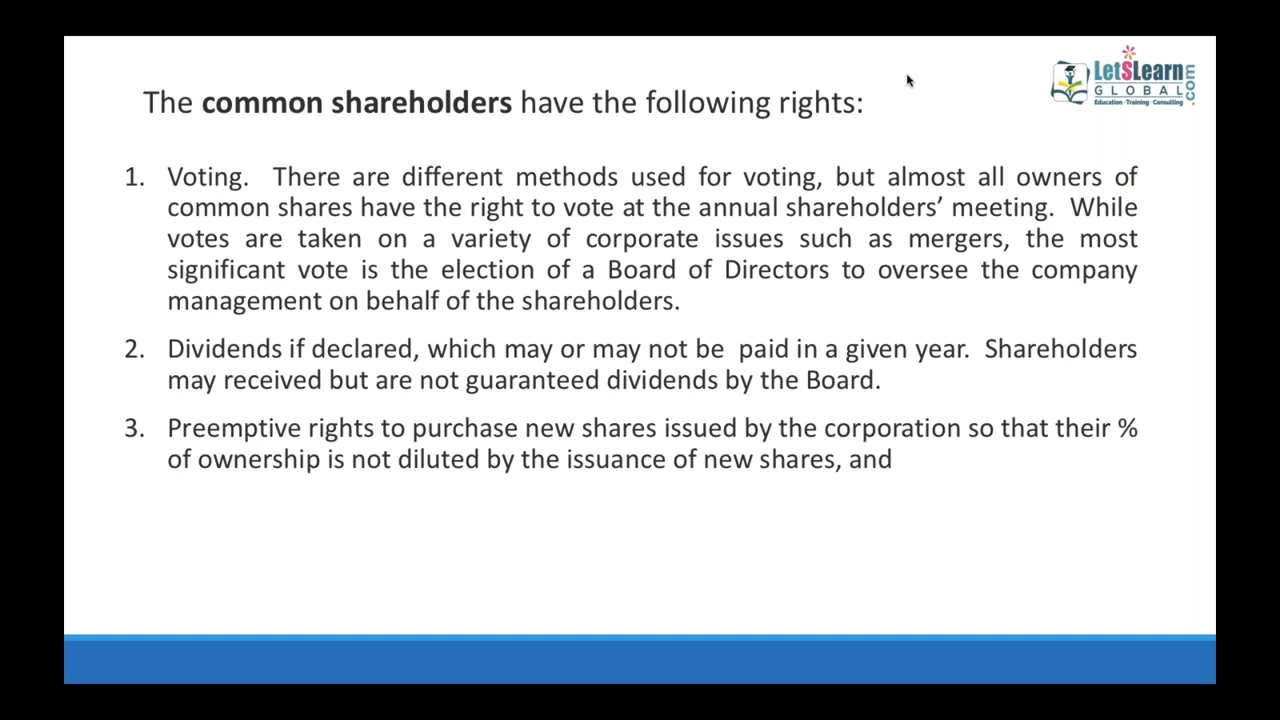 LetSLearn
GLOBAL
.com
Education · Training · Consulting
The common shareholders have the following rights:
1. Voting. There are different methods used for voting, but almost all owners of
common shares have the right to vote at the annual shareholders’ meeting. While
votes are taken on a variety of corporate issues such as mergers, the most
significant vote is the election of a Board of Directors to oversee the company
management on behalf of the shareholders.
2. Dividends if declared, which may or may not be paid in a given year. Shareholders
may received but are not guaranteed dividends by the Board.
3. Preemptive rights to purchase new shares issued by the corporation so that their %
of ownership is not diluted by the issuance of new shares, and